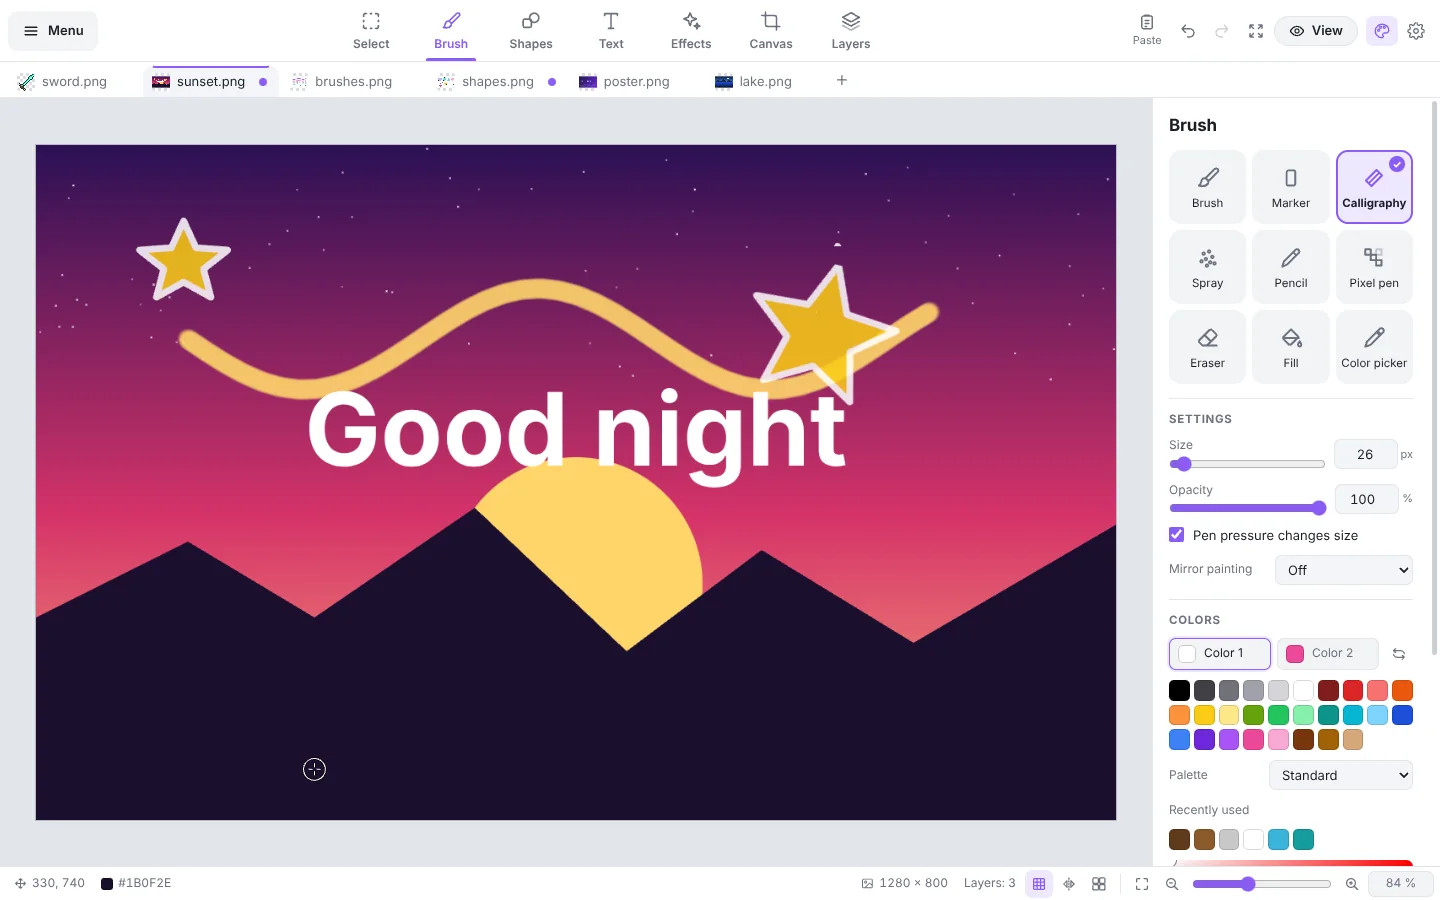 Menu
Select
Brush
Shapes
Text
Effects
Canvas
Layers
Paste
View
sword.png
sunset.png
brushes.png
shapes.png
poster.png
lake.png
Good night
Brush
Brush
Marker
Calligraphy
Spray
Pencil
Pixel pen
Eraser
Fill
Color picker
SETTINGS
Size
26 px
Opacity
100 %
Pen pressure changes size
Mirror painting
Off
COLORS
Color 1
Color 2
Palette
Standard
Recently used
330, 740
#1B0F2E
1280 × 800
Layers: 3
84 %